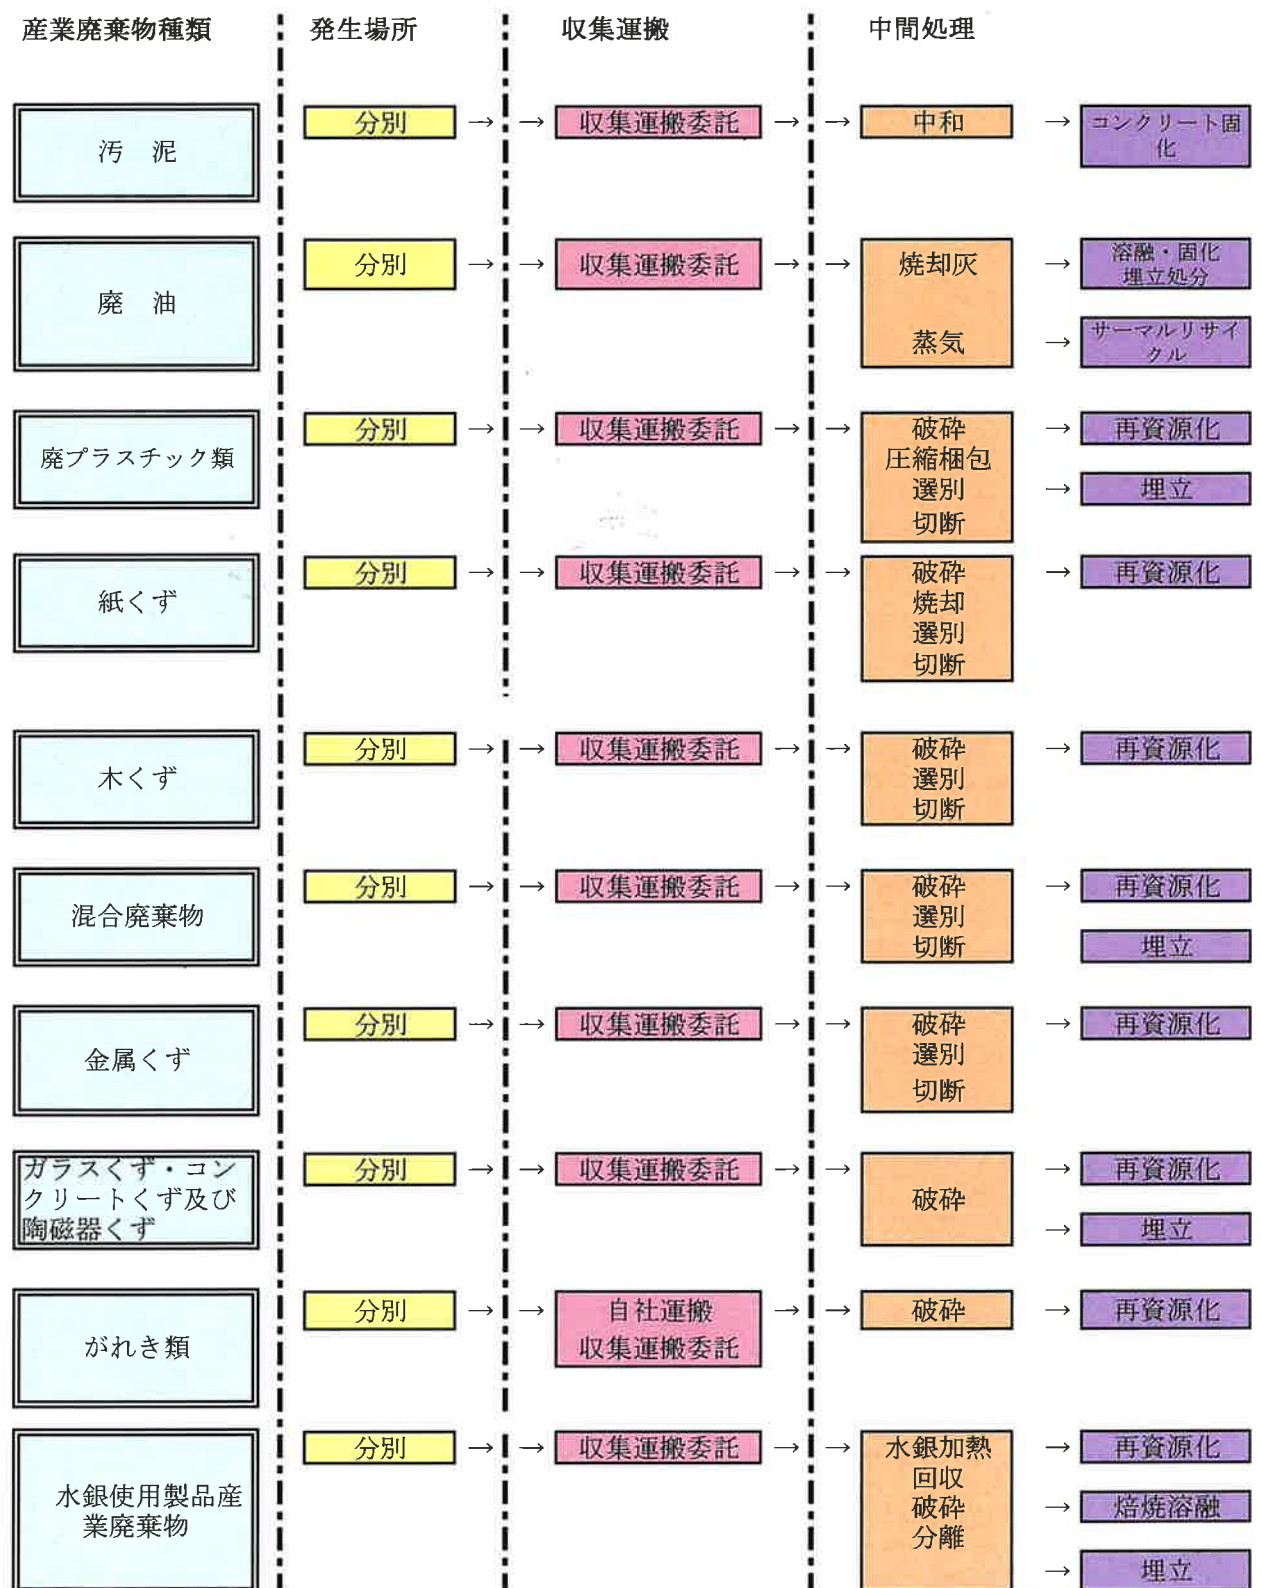 産業廃棄物種類 発生場所 収集運搬 中間処理
汚　泥
分別 → → 収集運搬委託 → → 中和 → コンクリート固
化
廃　油
分別 → → 収集運搬委託 → → 焼却灰 → 溶融・固化
埋立処分
蒸気 → サーマルリサイ
クル
廃プラスチック類
分別 → → 収集運搬委託 → → 破砕 → 再資源化
圧縮梱包
選別 → 埋立
切断
紙くず
分別 → → 収集運搬委託 → → 破砕 → 再資源化
焼却
選別
切断
木くず
分別 → → 収集運搬委託 → → 破砕 → 再資源化
選別
切断
混合廃棄物
分別 → → 収集運搬委託 → → 破砕 → 再資源化
選別
切断 埋立
金属くず
分別 → → 収集運搬委託 → → 破砕 → 再資源化
選別
切断
ガラスくず・コン
クリートくず及び
陶磁器くず
分別 → → 収集運搬委託 → → 破砕 → 再資源化
→ 埋立
がれき類
分別 → → 自社運搬 → → 破砕 → 再資源化
収集運搬委託
水銀使用製品産
業廃棄物
分別 → → 収集運搬委託 → → 水銀加熱 → 再資源化
回収
破砕 → 焙焼溶融
分離
→ 埋立